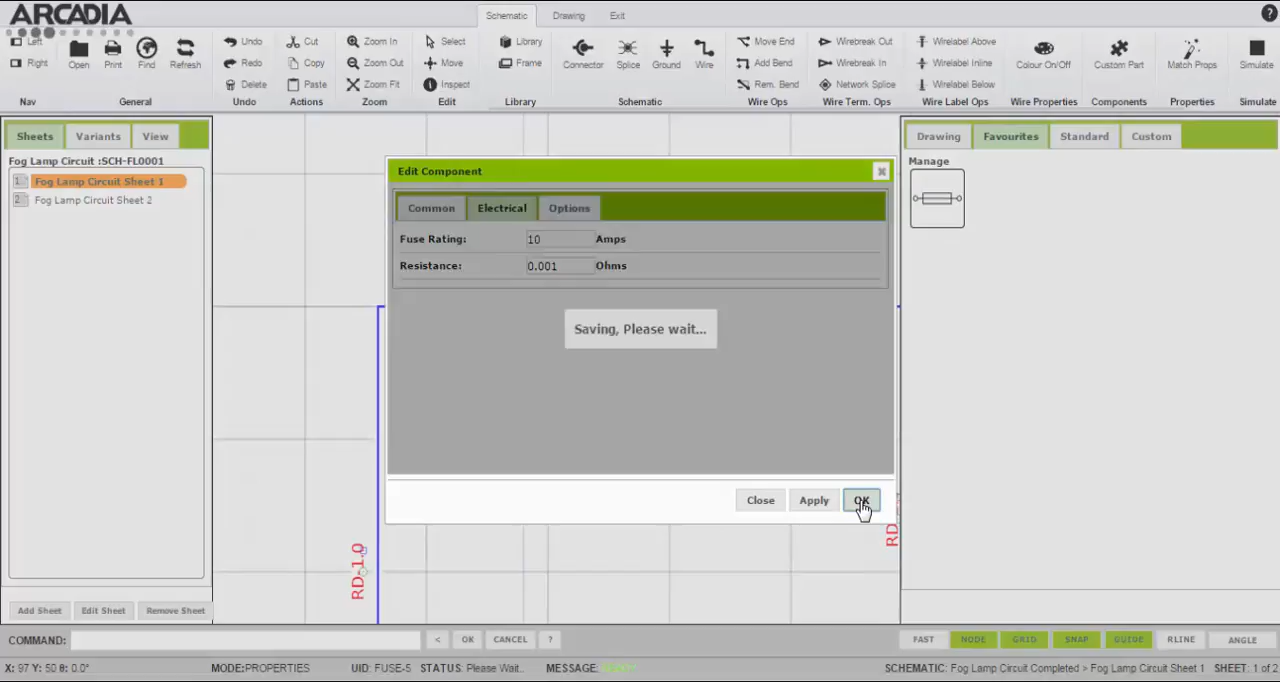 ARCADIA
Schematic Drawing Exit ?
Left Undo Cut Zoom In Select Library Move End Wirebreak Out Wirelabel Above
Right Open Print Find Refresh Redo Copy Zoom Out Move Frame Connector Splice Ground Wire Add Bend Wirebreak In Wirelabel Inline Colour On/Off Custom Part Match Props Simulate
Delete Paste Zoom Fit Inspect Rem. Bend Network Splice Wirelabel Below
Nav General Undo Actions Zoom Edit Library Schematic Wire Ops Wire Term. Ops Wire Label Ops Wire Properties Components Properties Simulate
Sheets Variants View
Fog Lamp Circuit :SCH-FL0001
1 Fog Lamp Circuit Sheet 1
2 Fog Lamp Circuit Sheet 2
Add Sheet Edit Sheet Remove Sheet
Edit Component
Common Electrical Options
Fuse Rating: 10 Amps
Resistance: 0.001 Ohms
Saving, Please wait...
Close Apply OK
RD-1.0
RD
Drawing Favourites Standard Custom
Manage
COMMAND: < OK CANCEL ? FAST NODE GRID SNAP GUIDE RLINE ANGLE
X: 97 Y: 50 θ: 0.0° MODE:PROPERTIES UID: FUSE-5 STATUS: Please Wait.. MESSAGE: SCHEMATIC: Fog Lamp Circuit Completed > Fog Lamp Circuit Sheet 1 SHEET: 1 of 2